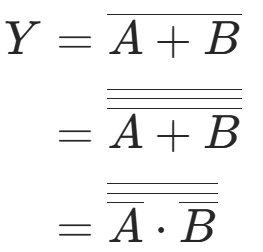 $Y = \overline{A + B}$
$= \overline{\overline{\overline{A + B}}}$
$= \overline{\overline{\overline{A} \cdot \overline{B}}}$